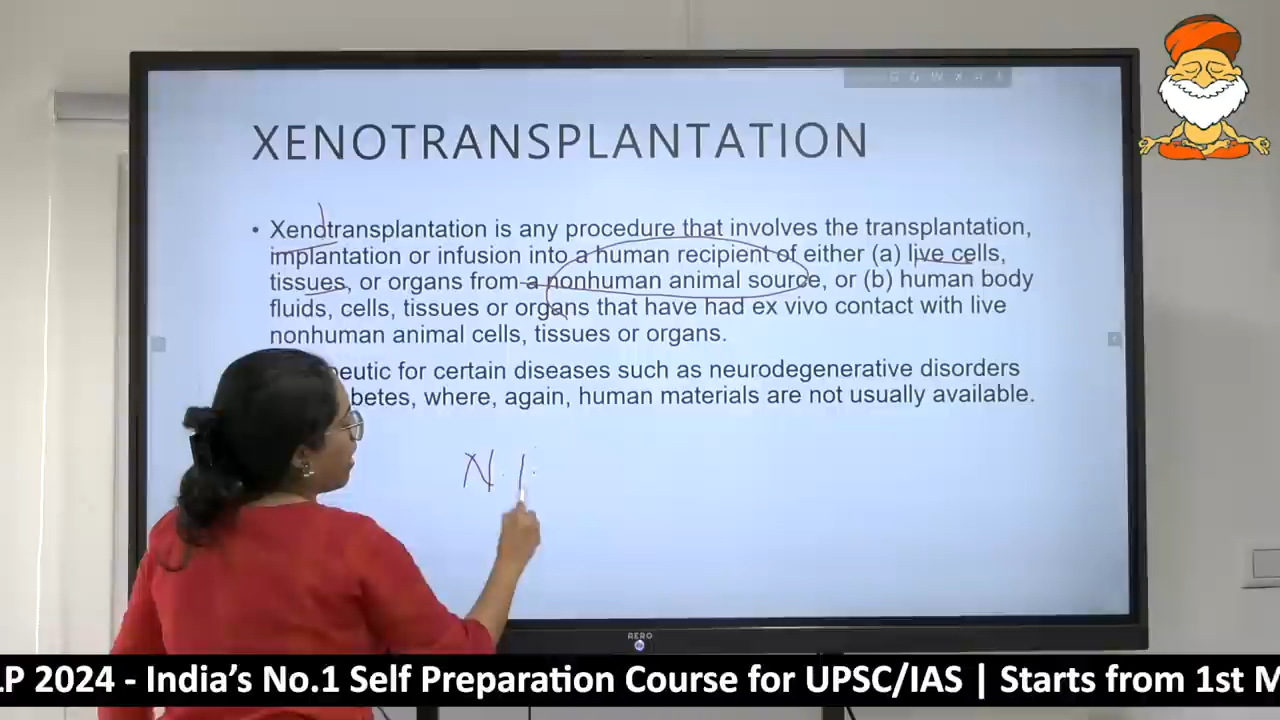 XENOTRANSPLANTATION
• Xenotransplantation is any procedure that involves the transplantation,
implantation or infusion into a human recipient of either (a) live cells,
tissues, or organs from a nonhuman animal source, or (b) human body
fluids, cells, tissues or organs that have had ex vivo contact with live
nonhuman animal cells, tissues or organs.
for certain diseases such as neurodegenerative disorders
where, again, human materials are not usually available.
N
AERO
2024 - India’s No.1 Self Preparation Course for UPSC/IAS | Starts from 1st